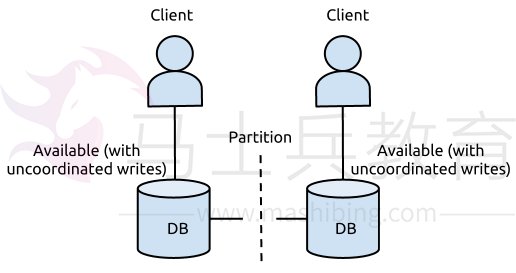 Client
Client
Partition
Available (with
uncoordinated writes)
Available (with
uncoordinated writes)
马士兵教育
www.mashibing.com
DB
DB